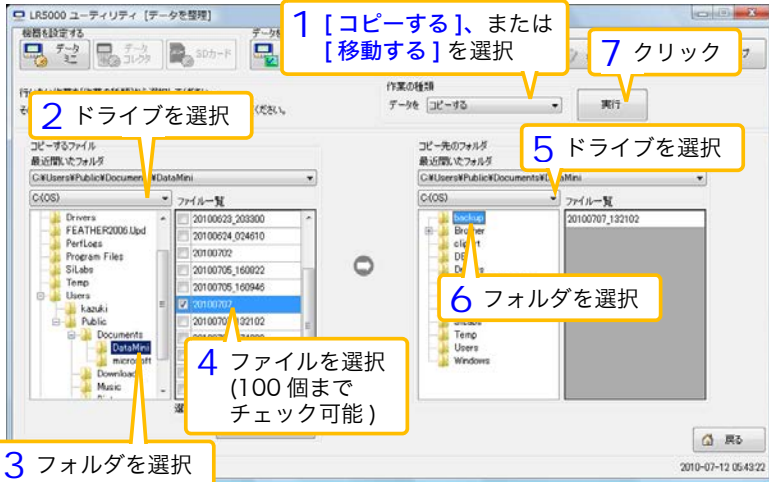 LR5000 ユーティリティ [データを整理]
機器を設定する
データ
ミニ
データ
コレクタ
SDカード
1 [コピーする]、または
[移動する]を選択
7 クリック
作業の種類
データを コピーする
実行
ください。
2 ドライブを選択
5 ドライブを選択
コピーするファイル
最近開いたフォルダ
C:¥Users¥Public¥Documents¥DataMini
C:(OS)
ファイル一覧
Drivers
FEATHER2006.Upd
PerfLogs
Program Files
SiLabs
Temp
Users
kazuki
Public
Documents
DataMini
microsoft
Download
Music
20100623_203300
20100624_024610
20100702
20100705_160822
20100705_160946
20100707
コピー先のフォルダ
最近開いたフォルダ
C:(OS)
ファイル一覧
backup
Brother
clipart
20100707_132102
SiLabs
Temp
Users
Windows
6 フォルダを選択
4 ファイルを選択
(100 個まで
チェック可能)
3 フォルダを選択
戻る
2010-07-12 05:43:22